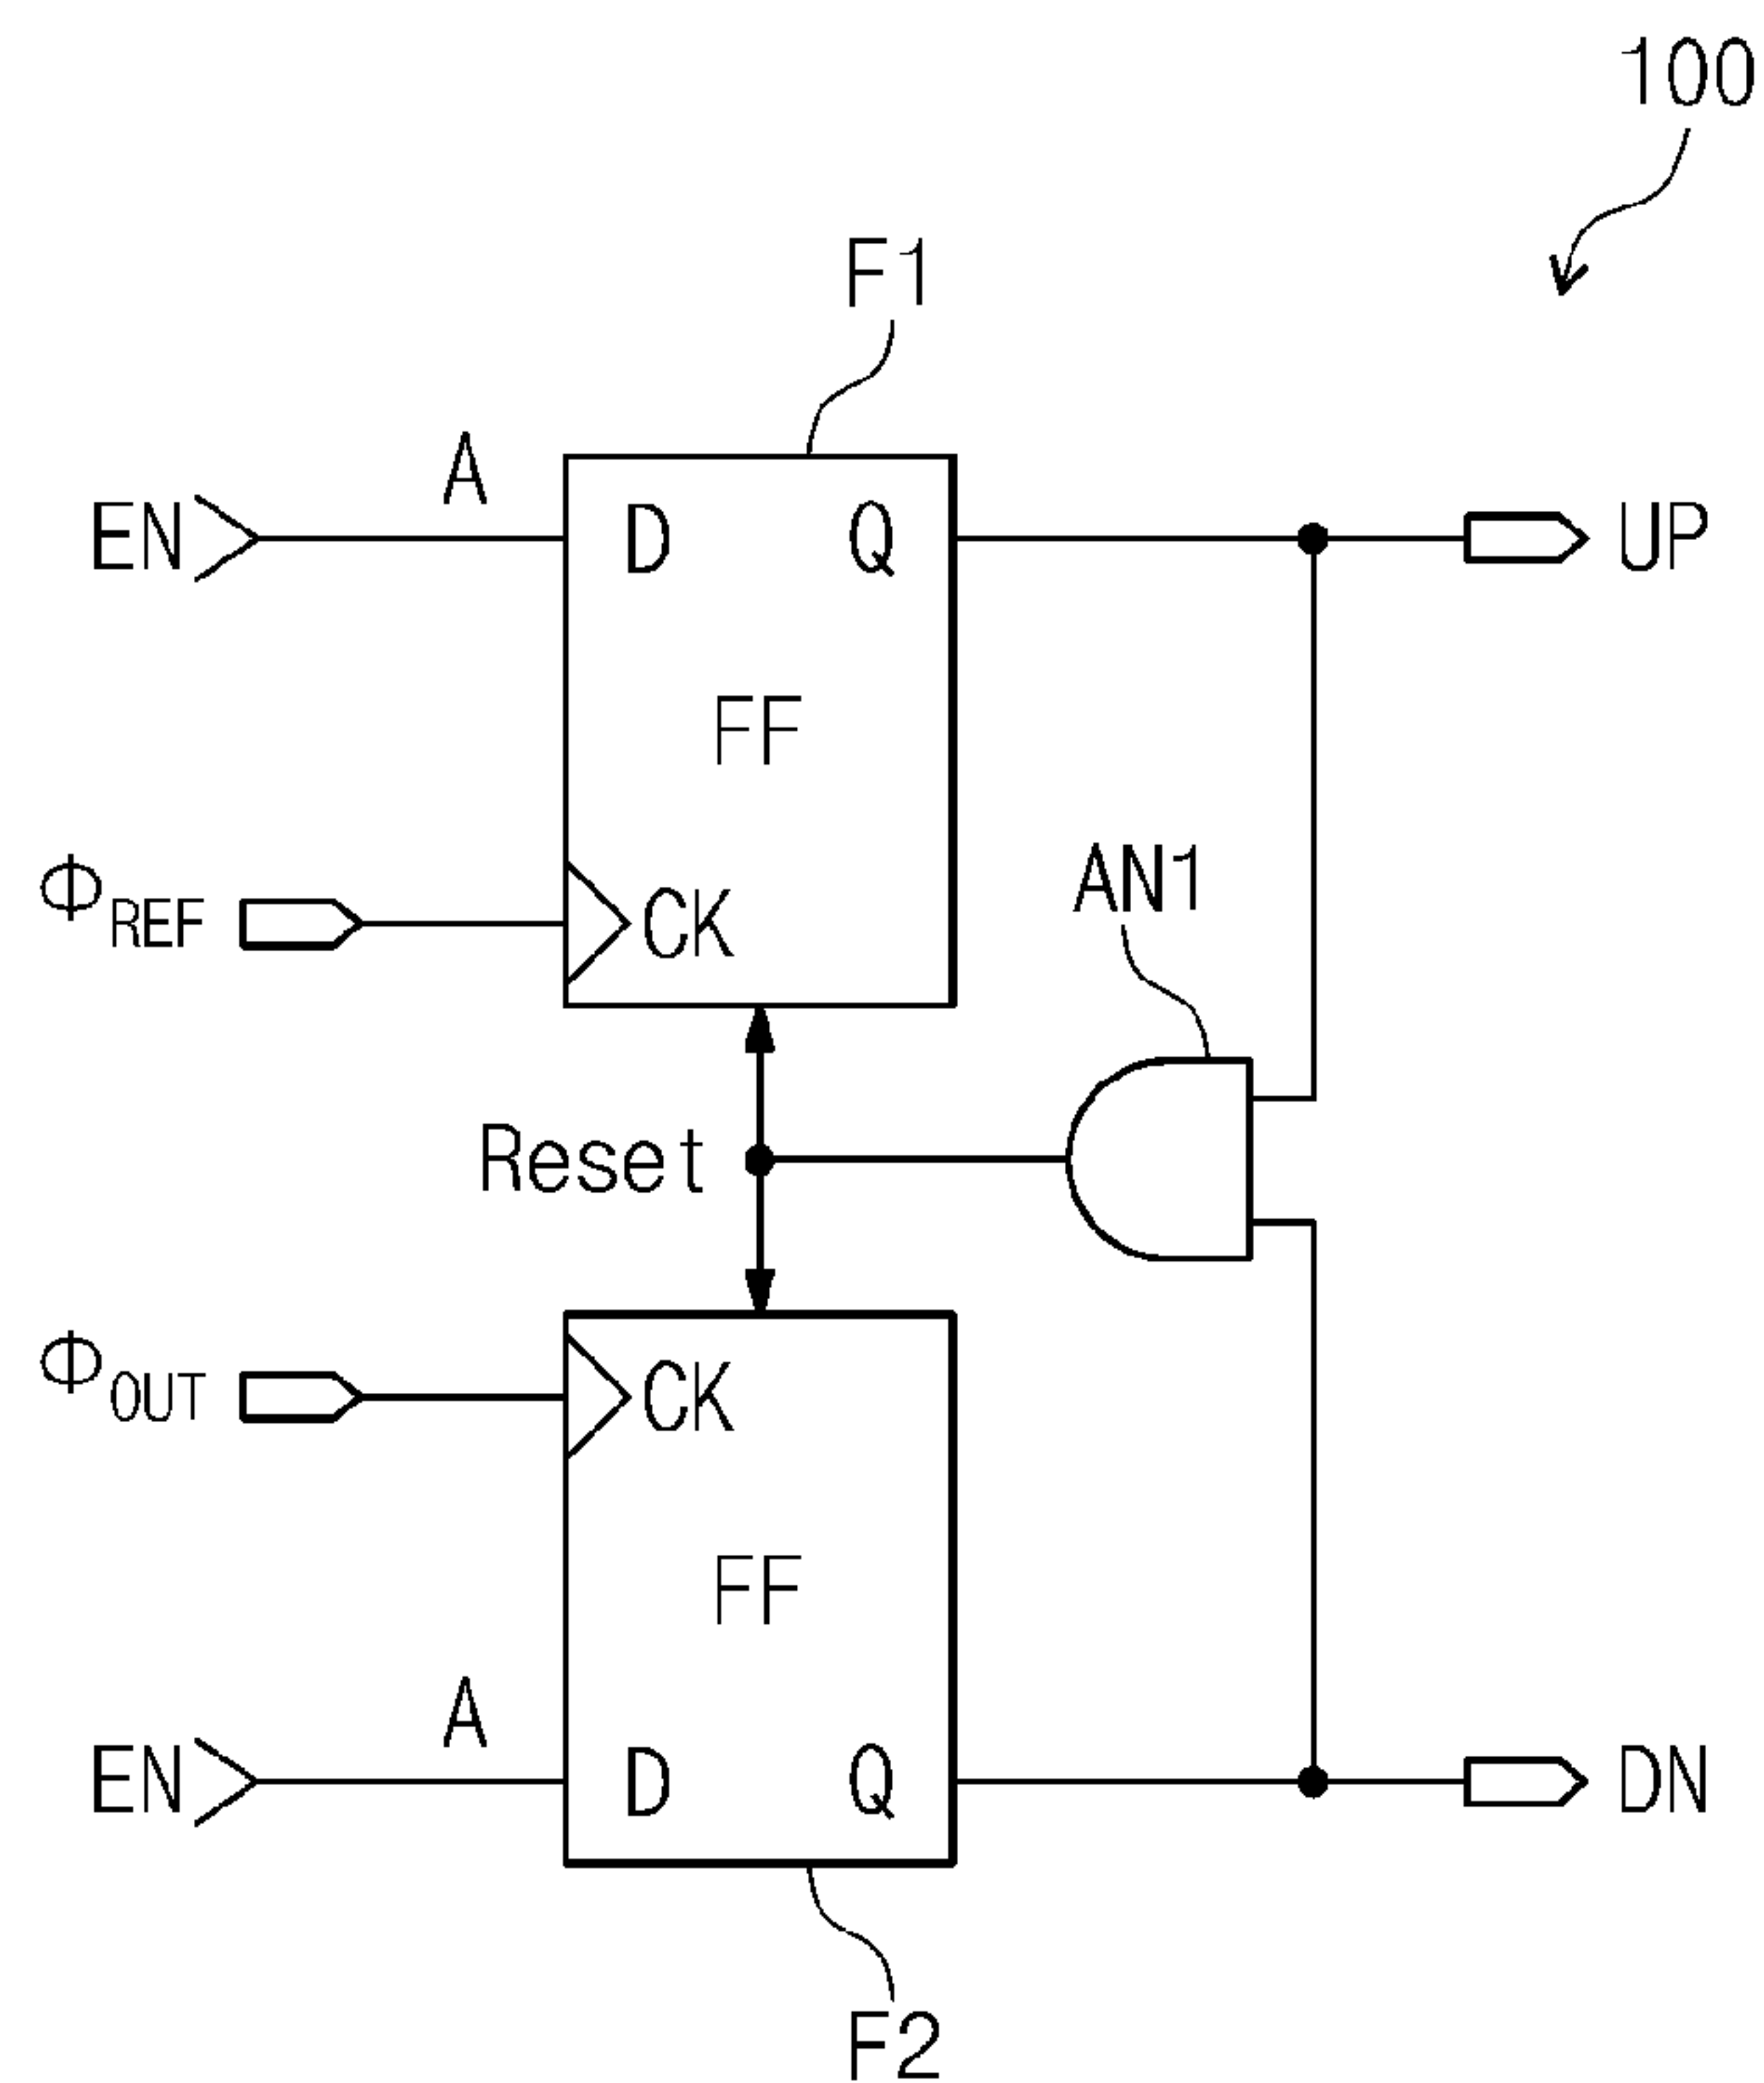 100
F1
A
EN D Q UP
FF
AN1
ΦREF CK
Reset
ΦOUT CK
FF
A
EN D Q DN
F2